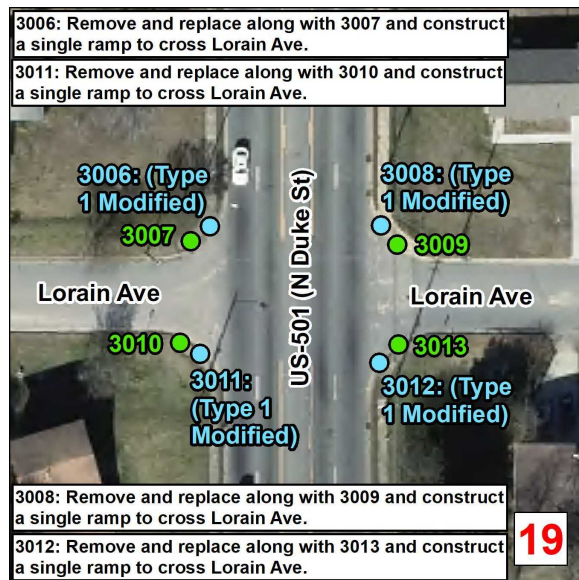 3006: Remove and replace along with 3007 and construct
a single ramp to cross Lorain Ave.
3011: Remove and replace along with 3010 and construct
a single ramp to cross Lorain Ave.
3006: (Type
1 Modified)
3007
3008: (Type
1 Modified)
3009
Lorain Ave
US-501 (N Duke St)
Lorain Ave
3010
3011:
(Type 1
Modified)
3013
3012: (Type
1 Modified)
3008: Remove and replace along with 3009 and construct
a single ramp to cross Lorain Ave.
3012: Remove and replace along with 3013 and construct
a single ramp to cross Lorain Ave.
19